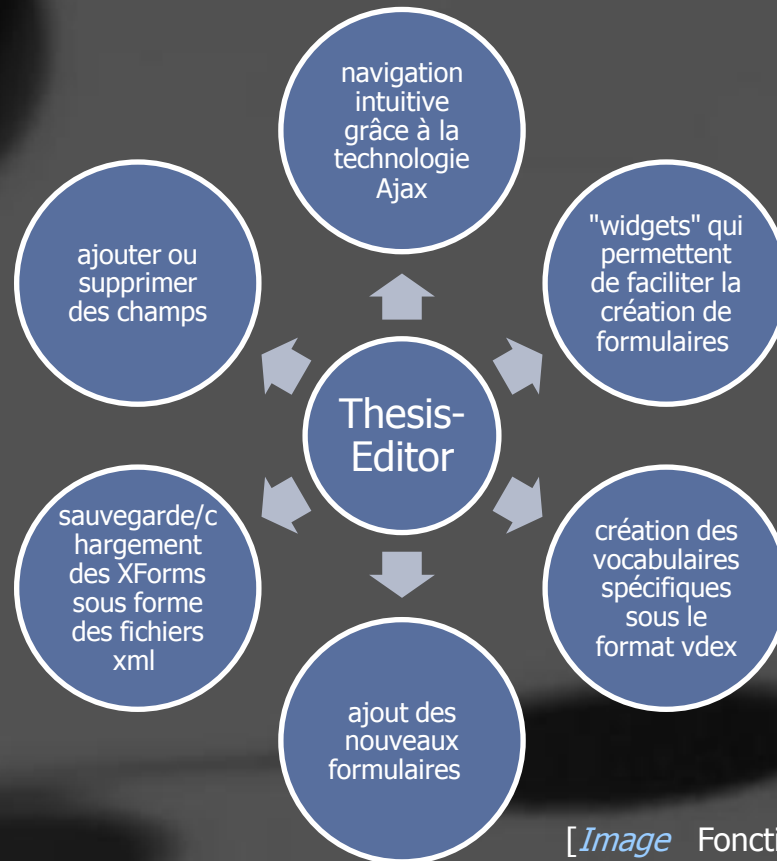 navigation
intuitive
grâce à la
technologie
Ajax
"widgets" qui
permettent
de faciliter la
création de
formulaires
ajouter ou
supprimer
des champs
Thesis-
Editor
sauvegarde/c
hargement
des XForms
sous forme
des fichiers
xml
création des
vocabulaires
spécifiques
sous le
format vdex
ajout des
nouveaux
formulaires
[Image Foncti